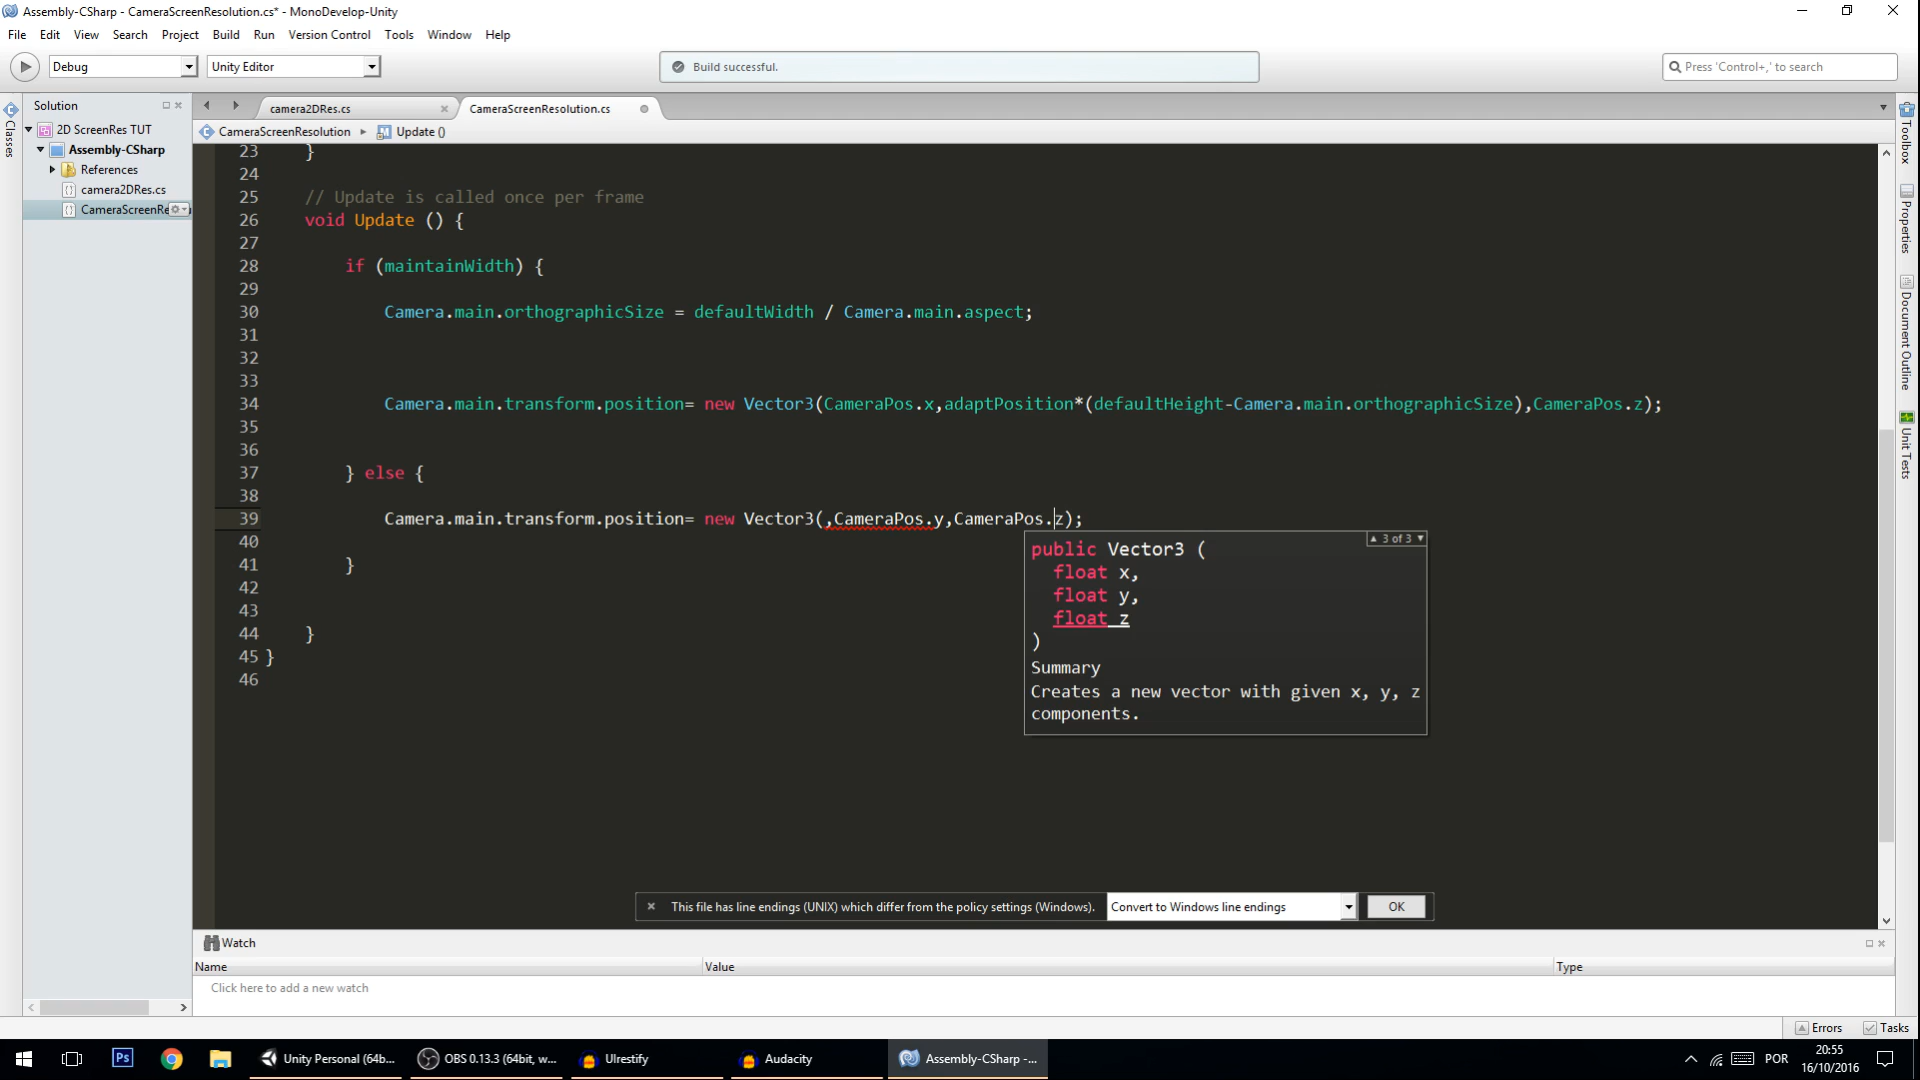 Assembly-CSharp - CameraScreenResolution.cs* - MonoDevelop-Unity
File Edit View Search Project Build Run Version Control Tools Window Help
Debug Unity Editor Build successful. Press 'Control+,' to search
Classes
Solution
2D ScreenRes TUT
Assembly-CSharp
References
camera2DRes.cs
CameraScreenRe
camera2DRes.cs CameraScreenResolution.cs
CameraScreenResolution Update ()
23 }
24
25 // Update is called once per frame
26 void Update () {
27
28 if (maintainWidth) {
29
30 Camera.main.orthographicSize = defaultWidth / Camera.main.aspect;
31
32
33
34 Camera.main.transform.position= new Vector3(CameraPos.x,adaptPosition*(defaultHeight-Camera.main.orthographicSize),CameraPos.z);
35
36
37 } else {
38
39 Camera.main.transform.position= new Vector3(,CameraPos.y,CameraPos.z);
40
41 }
42
43
44 }
45 }
46
▲ 3 of 3 ▼
public Vector3 (
float x,
float y,
float z
)
Summary
Creates a new vector with given x, y, z
components.
This file has line endings (UNIX) which differ from the policy settings (Windows). Convert to Windows line endings OK
Toolbox
Properties
Document Outline
Unit Tests
Watch
Name Value Type
Click here to add a new watch
Errors Tasks
Ps Unity Personal (64b... OBS 0.13.3 (64bit, w... Ulrestify Audacity Assembly-CSharp -... POR 20:55
16/10/2016